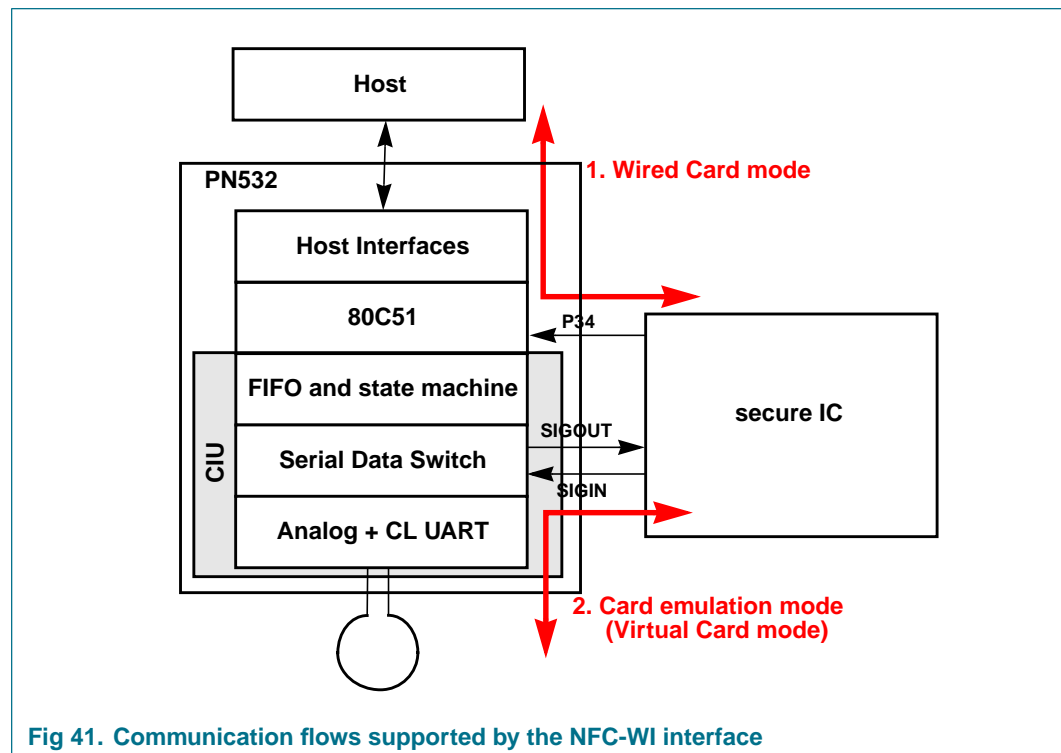 Host
PN532
1. Wired Card mode
Host Interfaces
80C51
P34
FIFO and state machine
secure IC
SIGOUT
CIU
Serial Data Switch
SIGIN
Analog + CL UART
2. Card emulation mode
(Virtual Card mode)
Fig 41. Communication flows supported by the NFC-WI interface